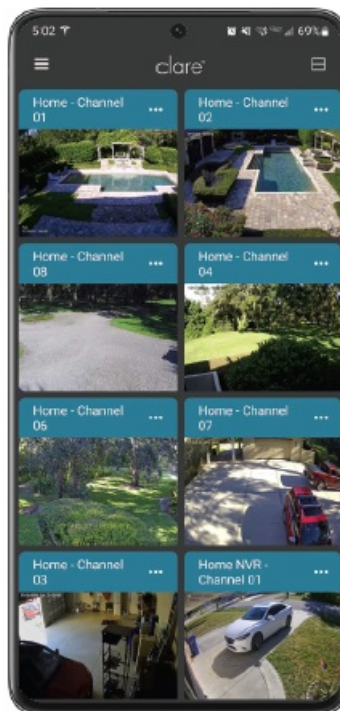 5:02
69%
clare
Home - Channel
01
Home - Channel
02
Home - Channel
08
Home - Channel
04
Home - Channel
06
Home - Channel
07
Home - Channel
03
Home NVR -
Channel 01